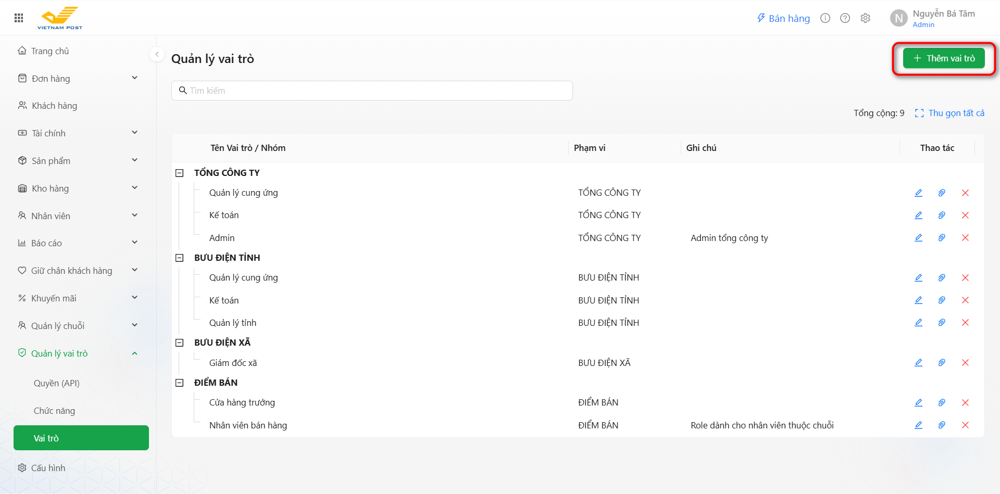 VIETNAM POST
Bán hàng
N
Nguyễn Bá Tâm
Admin
Trang chủ
Đơn hàng
Khách hàng
Tài chính
Sản phẩm
Kho hàng
Nhân viên
Báo cáo
Giữ chân khách hàng
Khuyến mãi
Quản lý chuỗi
Quản lý vai trò
Quyền (API)
Chức năng
Vai trò
Cấu hình
Quản lý vai trò
Thêm vai trò
Tìm kiếm
Tổng cộng: 9 Thu gọn tất cả
Tên Vai trò / Nhóm Phạm vi Ghi chú Thao tác
TỔNG CÔNG TY
Quản lý cung ứng TỔNG CÔNG TY
Kế toán TỔNG CÔNG TY
Admin TỔNG CÔNG TY Admin tổng công ty
BƯU ĐIỆN TỈNH
Quản lý cung ứng BƯU ĐIỆN TỈNH
Kế toán BƯU ĐIỆN TỈNH
Quản lý tỉnh BƯU ĐIỆN TỈNH
BƯU ĐIỆN XÃ
Giám đốc xã BƯU ĐIỆN XÃ
ĐIỂM BÁN
Cửa hàng trưởng ĐIỂM BÁN
Nhân viên bán hàng ĐIỂM BÁN Role dành cho nhân viên thuộc chuỗi